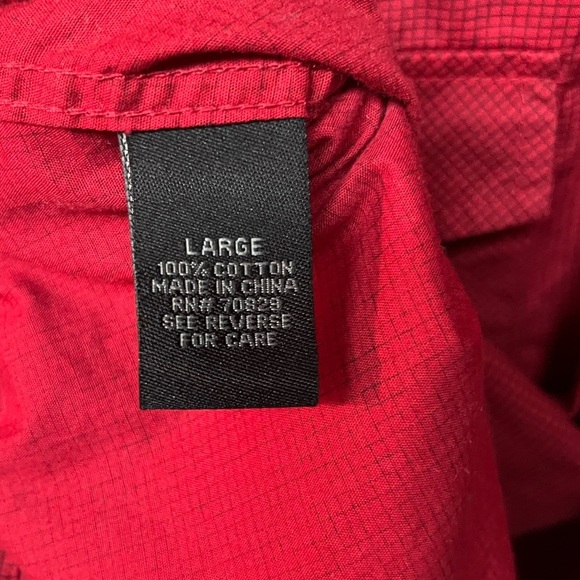 LARGE
100% COTTON
MADE IN CHINA
RN# 70829
SEE REVERSE
FOR CARE